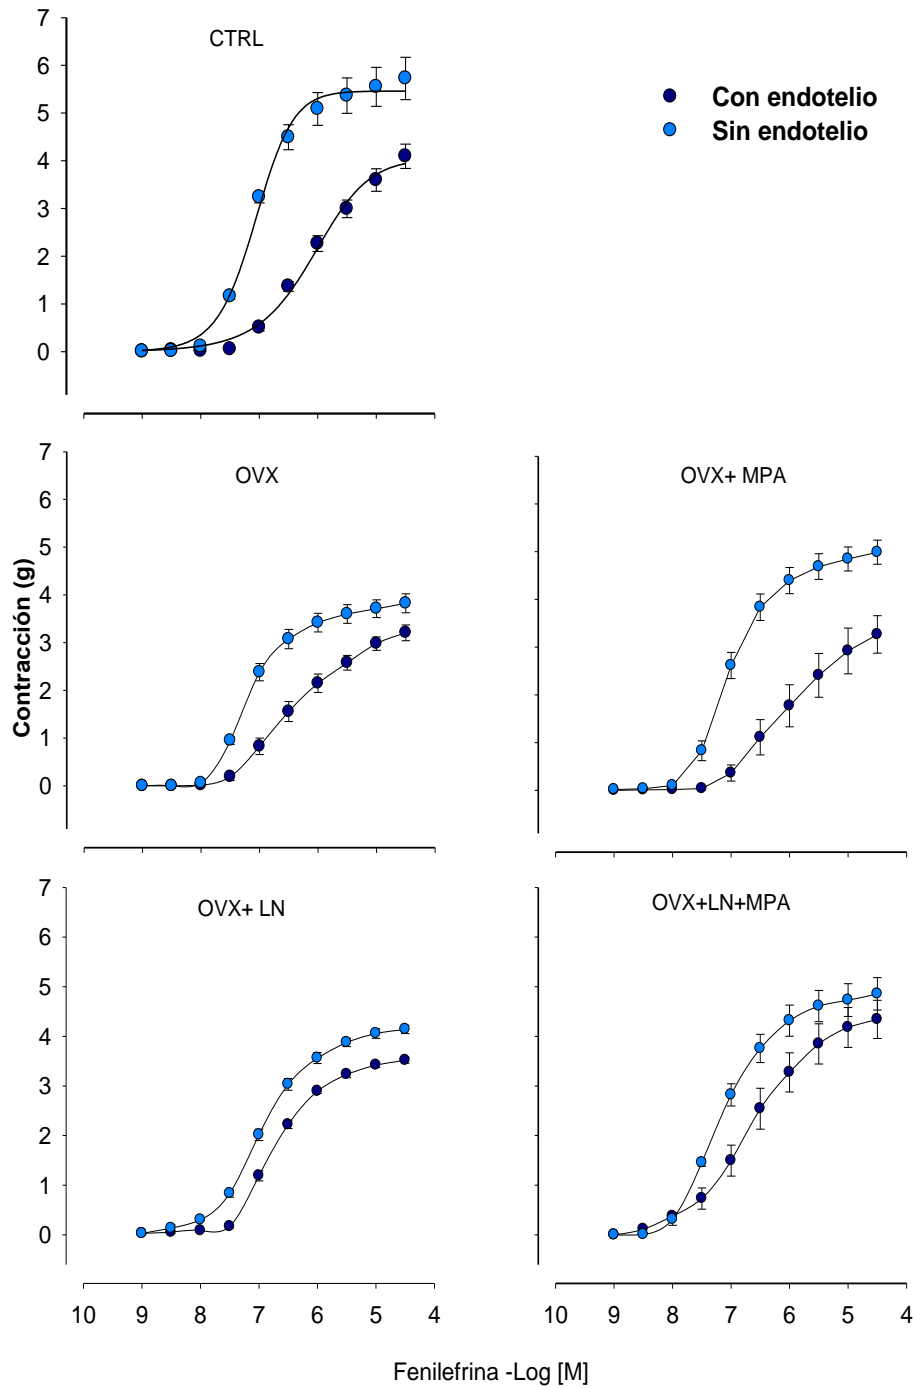 7
CTRL
6
Con endotelio
5
Sin endotelio
4
3
2
1
0
7
OVX
OVX+ MPA
6
5
4
3
2
1
0
Contracción (g)
7
OVX+ LN
OVX+LN+MPA
6
5
4
3
2
1
0
10 9 8 7 6 5 4
10 9 8 7 6 5 4
Fenilefrina -Log [M]